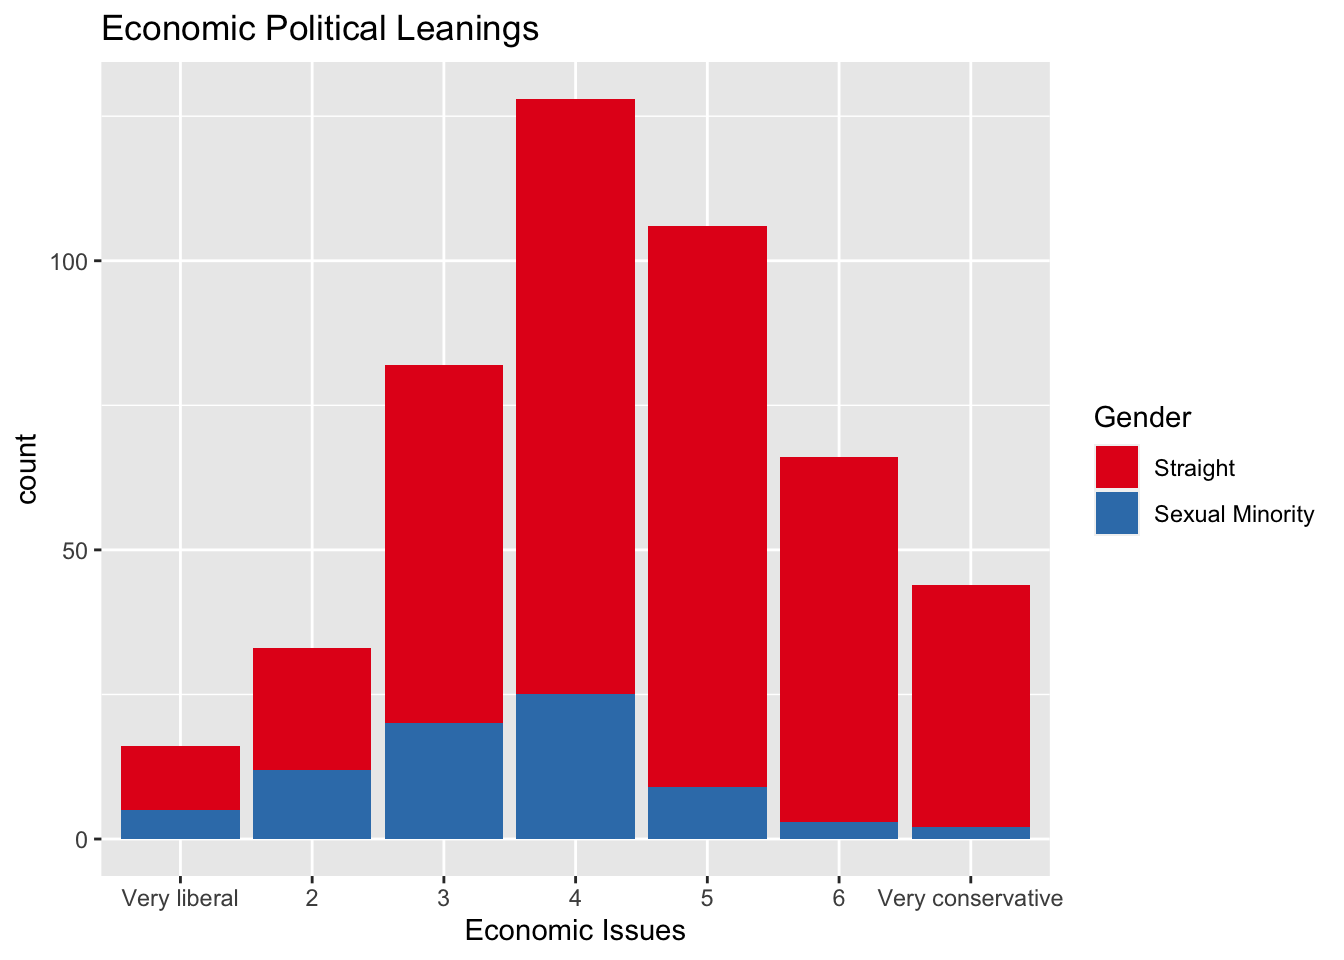 Economic Political Leanings
100
50
0
count
Very liberal 2 3 4 5 6 Very conservative
Economic Issues
Gender
Straight
Sexual Minority